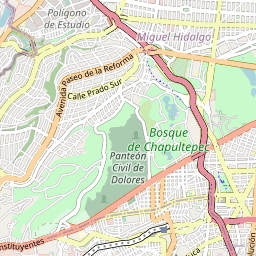 Polígono
de Estudio
Miguel Hidalgo
Avenida Paseo de la Reforma
Calle Prado Sur
Bosque
de Chapultepec
Panteón
Civil de
Dolores
nstituyentes